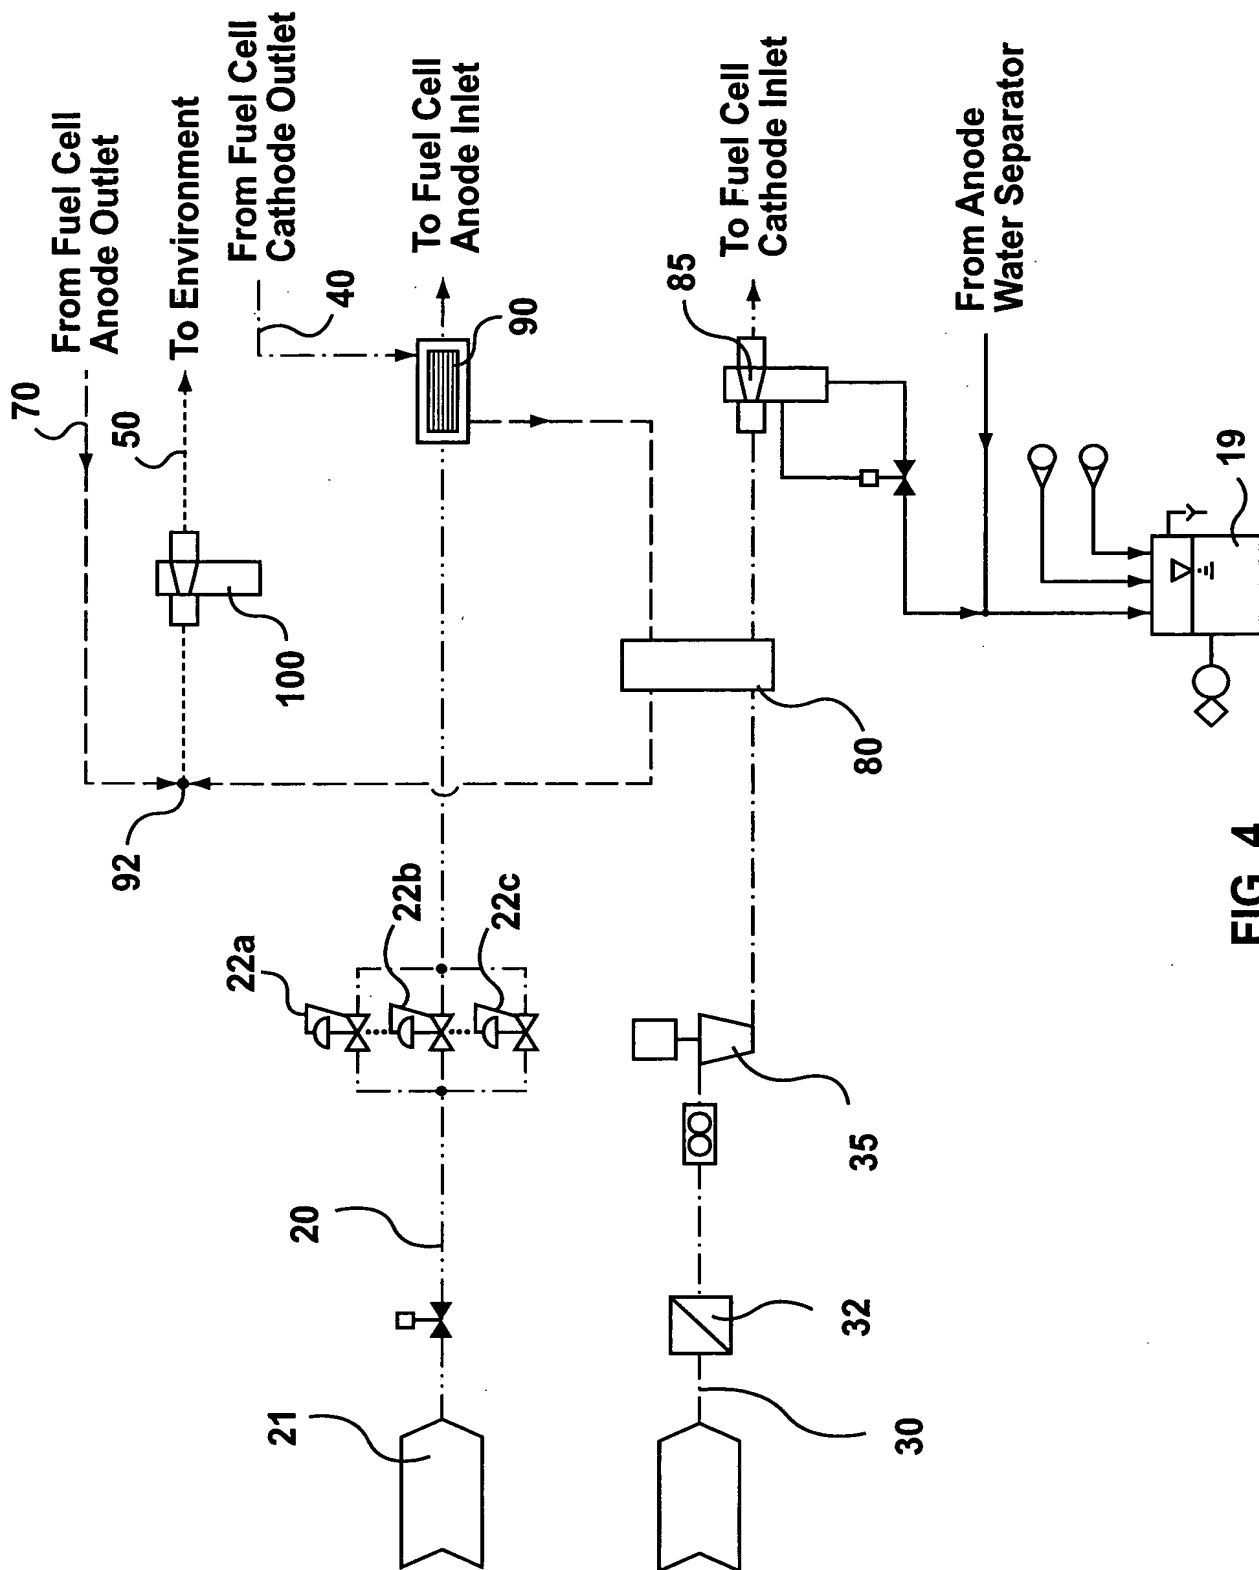 From Fuel Cell
Anode Outlet
To Environment
From Fuel Cell
Cathode Outlet
To Fuel Cell
Anode Inlet
To Fuel Cell
Cathode Inlet
From Anode
Water Separator
70
50
40
90
85
19
100
80
92
22a
22b
22c
20
35
21
32
30
FIG. 4